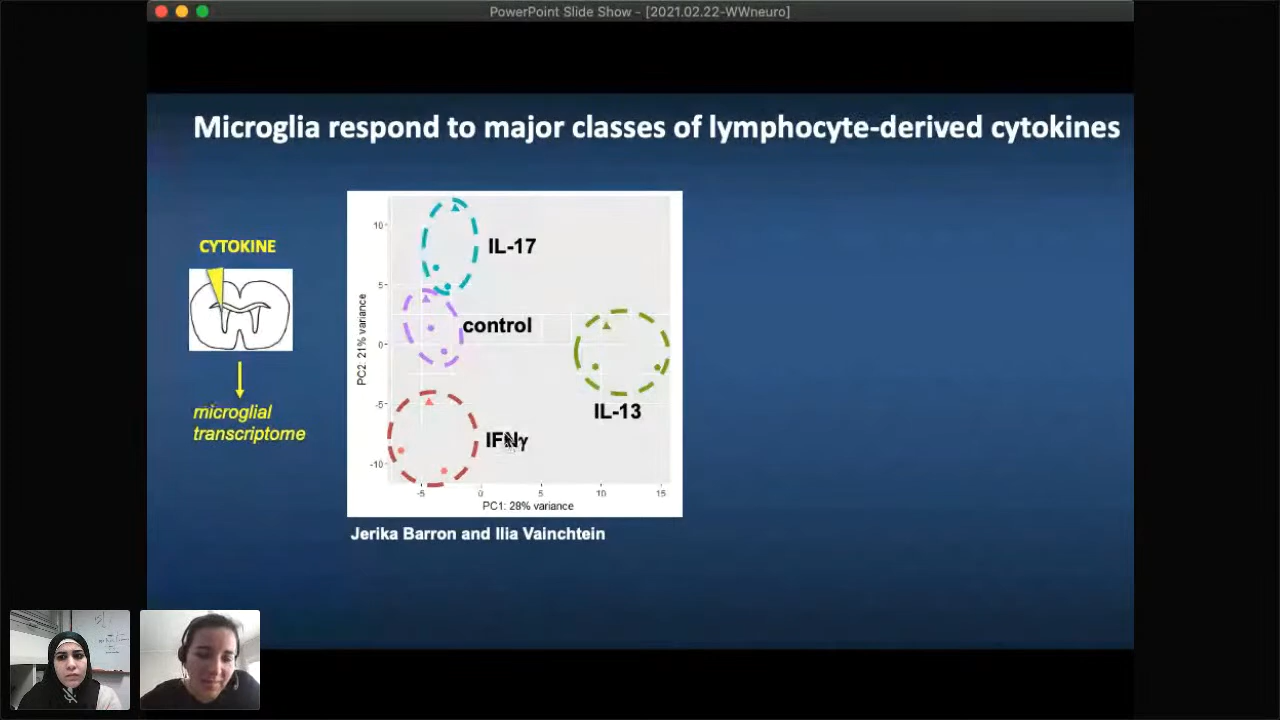 PowerPoint Slide Show - [2021.02.22-WWneuro]
Microglia respond to major classes of lymphocyte-derived cytokines
CYTOKINE
microglial
transcriptome
PC2: 21% variance
10
5
0
-5
-10
IL-17
control
IL-13
IFNγ
-5 0 5 10 15
PC1: 28% variance
Jerika Barron and Ilia Vainchtein